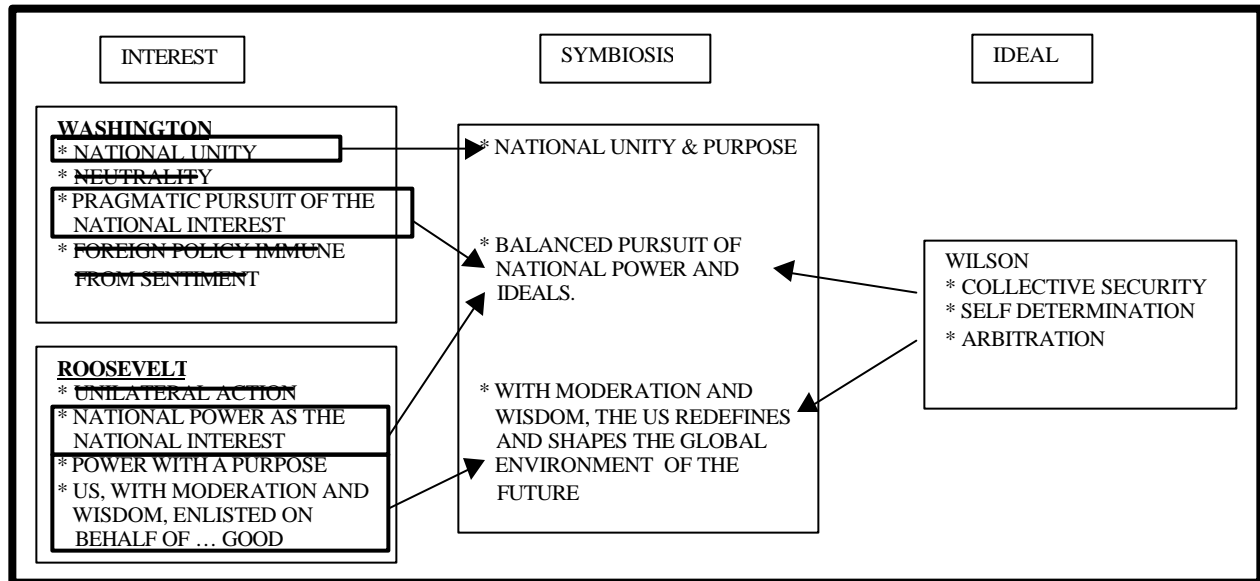 INTEREST
SYMBIOSIS
IDEAL
WASHINGTON
* NATIONAL UNITY
* NEUTRALITY
* PRAGMATIC PURSUIT OF THE
NATIONAL INTEREST
* FOREIGN POLICY IMMUNE
FROM SENTIMENT
ROOSEVELT
* UNILATERAL ACTION
* NATIONAL POWER AS THE
NATIONAL INTEREST
* POWER WITH A PURPOSE
* US, WITH MODERATION AND
WISDOM, ENLISTED ON
BEHALF OF … GOOD
* NATIONAL UNITY & PURPOSE
* BALANCED PURSUIT OF
NATIONAL POWER AND
IDEALS.
* WITH MODERATION AND
WISDOM, THE US REDEFINES
AND SHAPES THE GLOBAL
ENVIRONMENT OF THE
FUTURE
WILSON
* COLLECTIVE SECURITY
* SELF DETERMINATION
* ARBITRATION